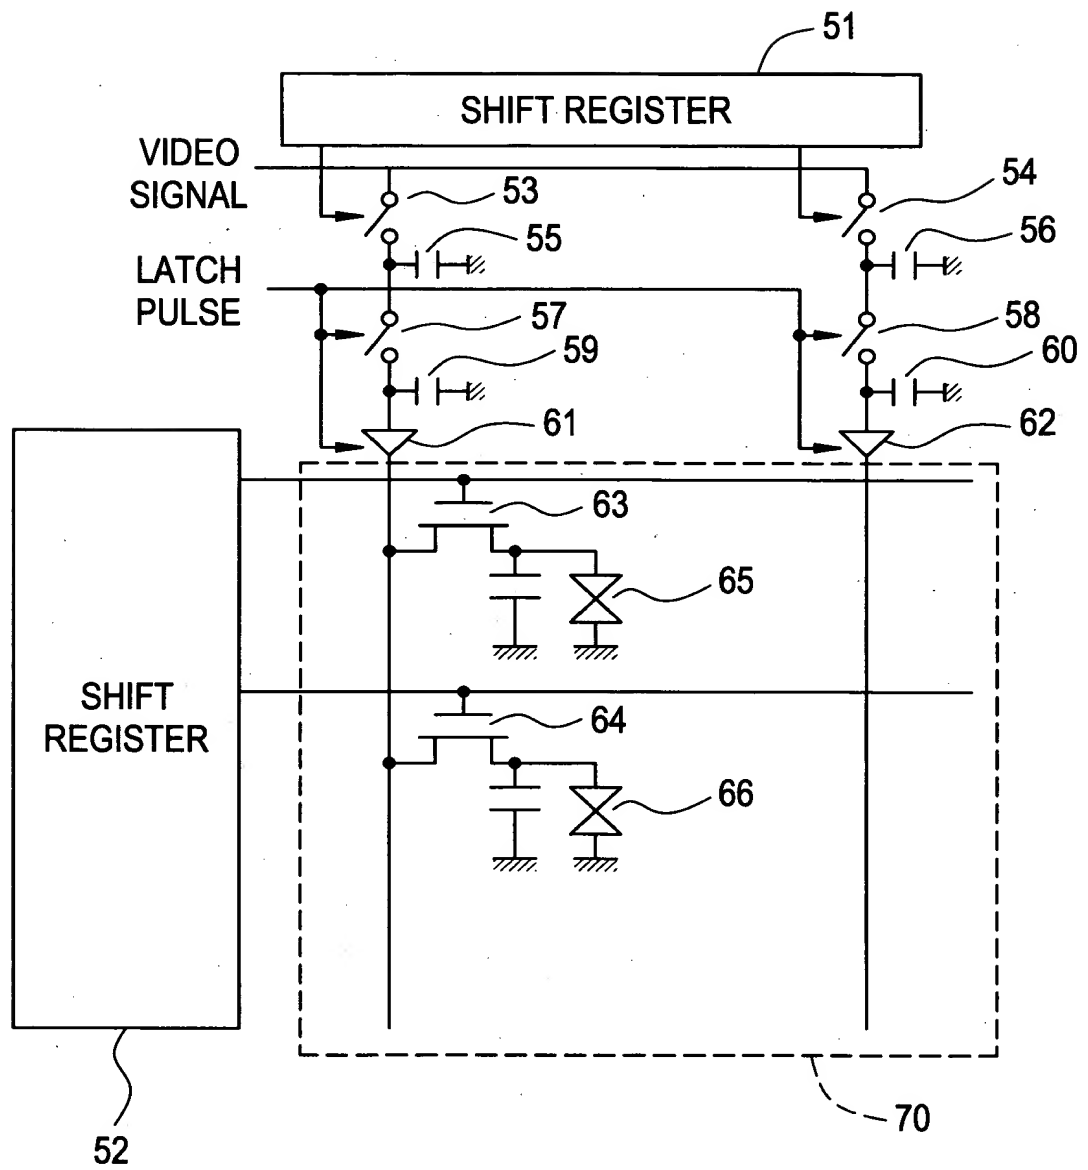 51
SHIFT REGISTER
VIDEO
SIGNAL
53
54
55
56
LATCH
PULSE
57
58
59
60
61
62
63
65
SHIFT
REGISTER
64
66
70
52